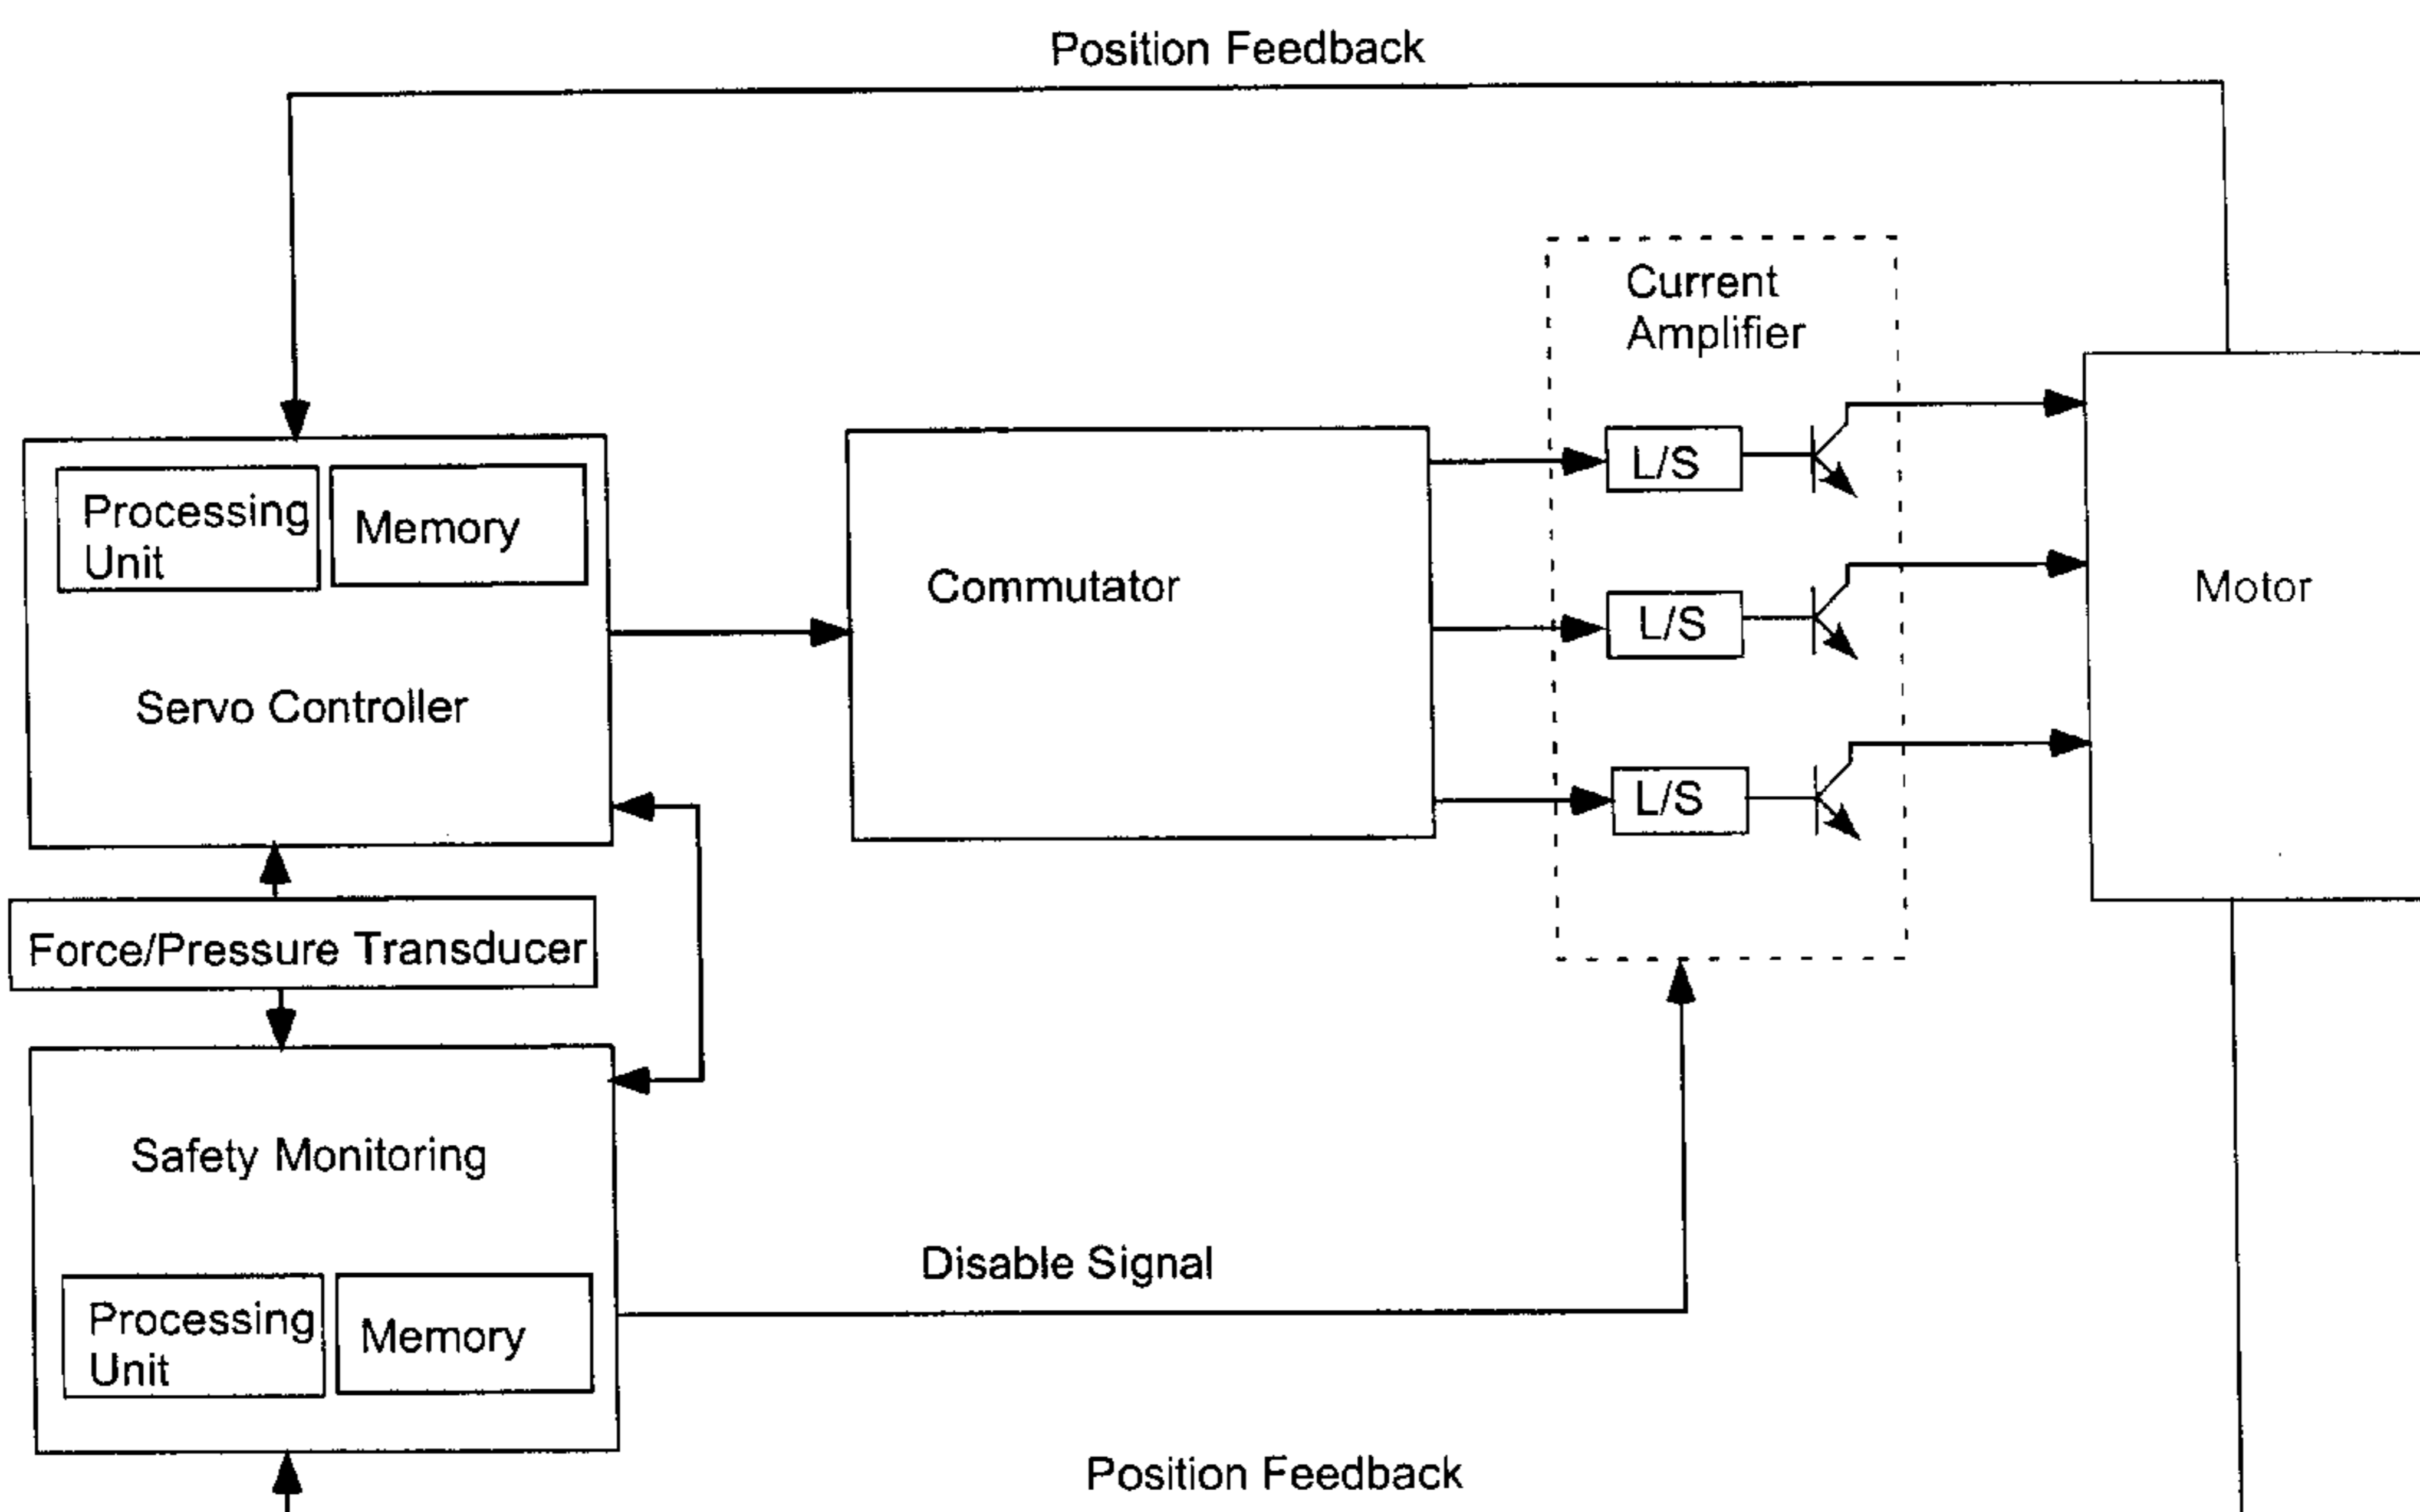 Position Feedback
Current
Amplifier
L/S
Processing
Unit
Memory
Commutator
L/S
Motor
Servo Controller
L/S
Force/Pressure Transducer
Safety Monitoring
Disable Signal
Processing
Unit
Memory
Position Feedback